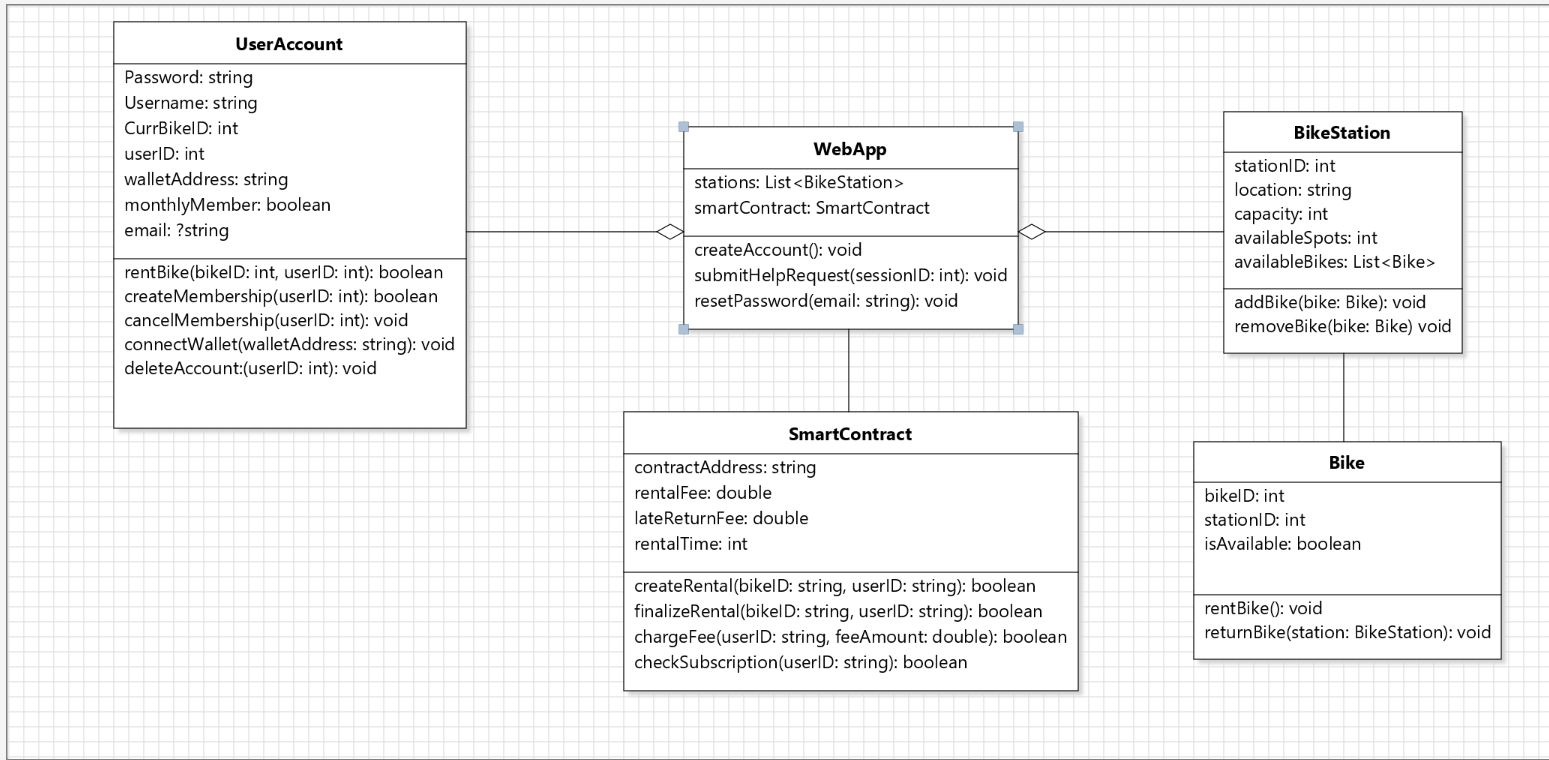 UserAccount
Password: string
Username: string
CurrBikeID: int
userID: int
walletAddress: string
monthlyMember: boolean
email: ?string
rentBike(bikeID: int, userID: int): boolean
createMembership(userID: int): boolean
cancelMembership(userID: int): void
connectWallet(walletAddress: string): void
deleteAccount:(userID: int): void
WebApp
stations: List<BikeStation>
smartContract: SmartContract
createAccount(): void
submitHelpRequest(sessionID: int): void
resetPassword(email: string): void
BikeStation
stationID: int
location: string
capacity: int
availableSpots: int
availableBikes: List<Bike>
addBike(bike: Bike): void
removeBike(bike: Bike) void
SmartContract
contractAddress: string
rentalFee: double
lateReturnFee: double
rentalTime: int
createRental(bikeID: string, userID: string): boolean
finalizeRental(bikeID: string, userID: string): boolean
chargeFee(userID: string, feeAmount: double): boolean
checkSubscription(userID: string): boolean
Bike
bikeID: int
stationID: int
isAvailable: boolean
rentBike(): void
returnBike(station: BikeStation): void